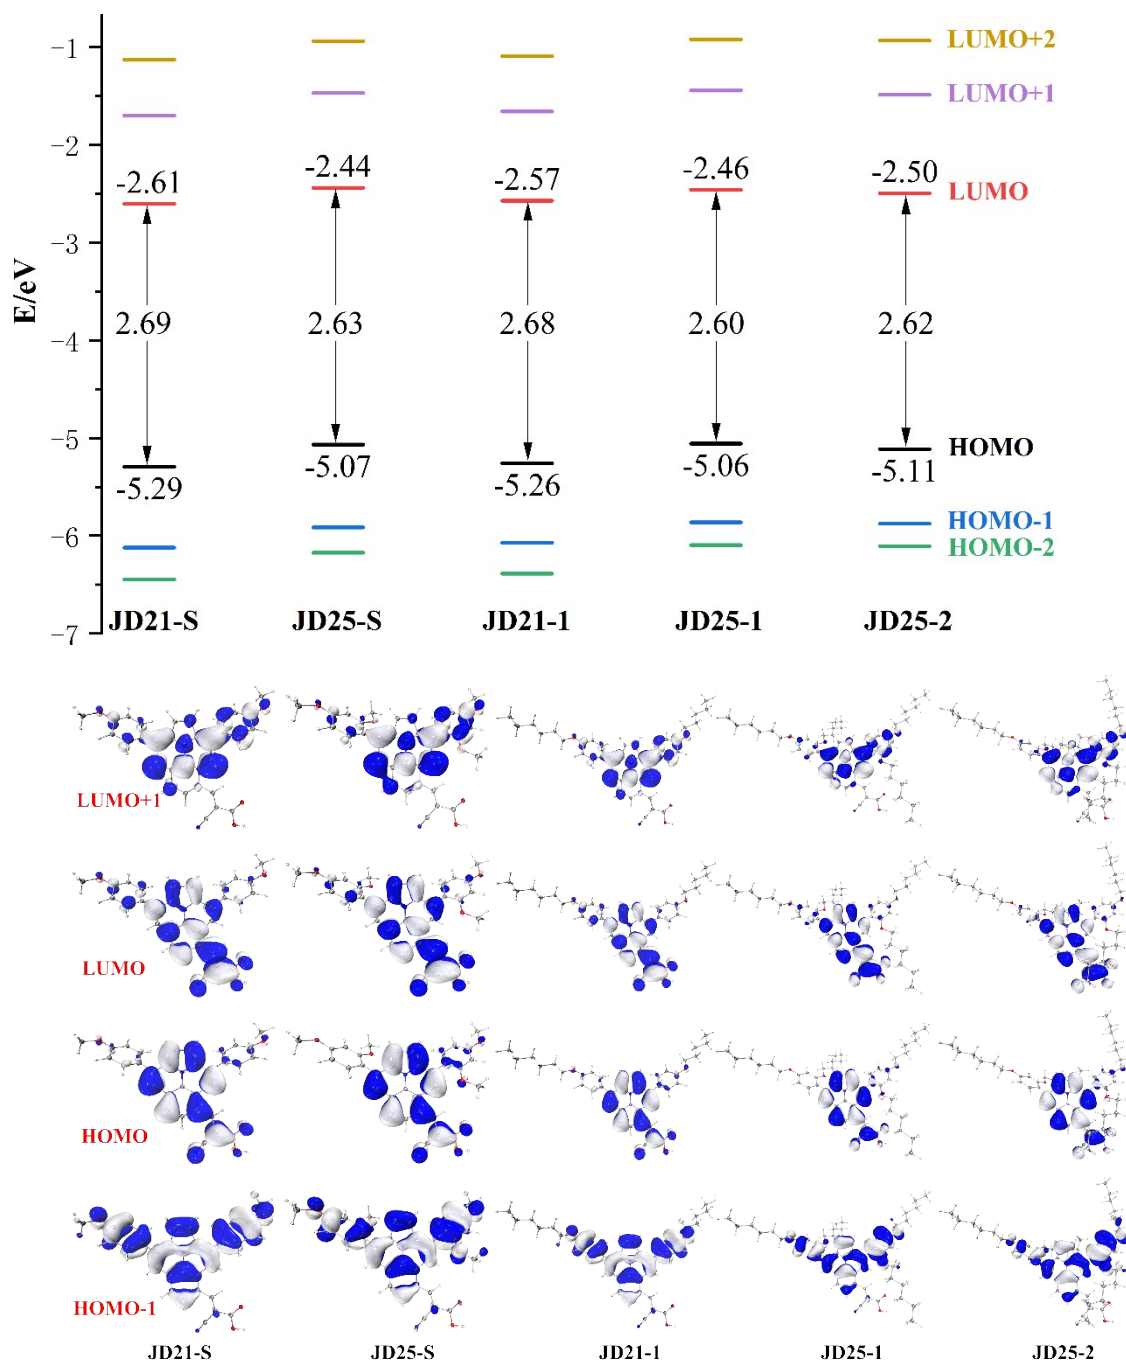 −1
LUMO+2
LUMO+1
−2
-2.61
-2.44
-2.57
-2.46
-2.50
LUMO
−3
E/eV
2.69
2.63
2.68
2.60
2.62
−4
−5
HOMO
-5.29
-5.07
-5.26
-5.06
-5.11
HOMO-1
−6
HOMO-2
−7
JD21-S
JD25-S
JD21-1
JD25-1
JD25-2
LUMO+1
LUMO
HOMO
HOMO-1
JD21-S
JD25-S
JD21-1
JD25-1
JD25-2